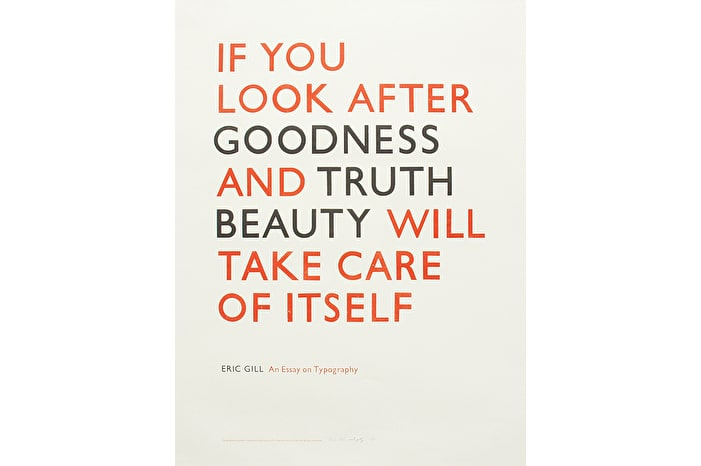 IF YOU
LOOK AFTER
GOODNESS
AND TRUTH
BEAUTY WILL
TAKE CARE
OF ITSELF
ERIC GILL An Essay on Typography